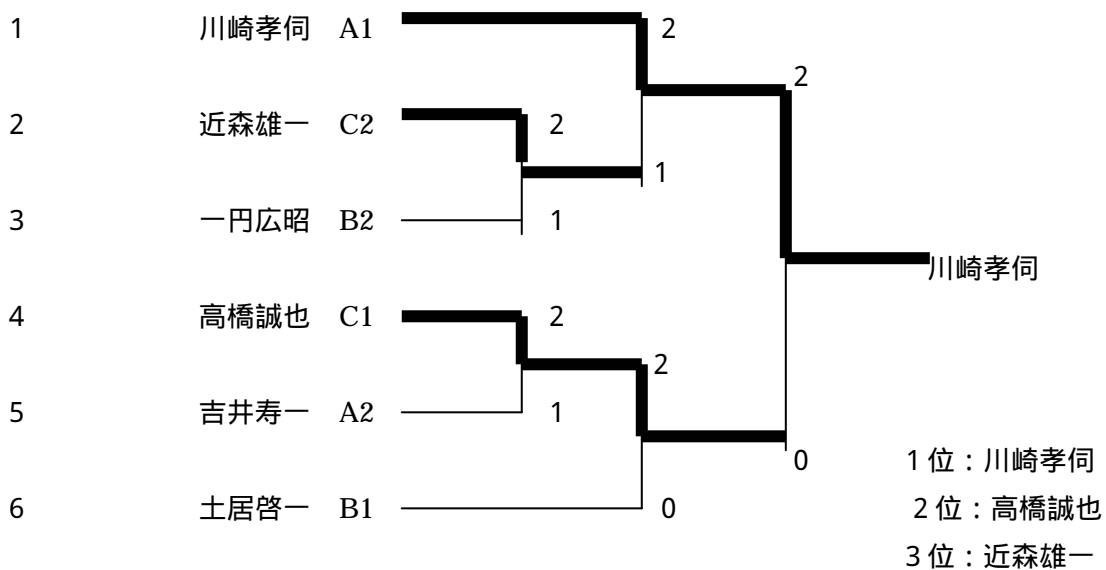 1 川崎孝伺 A1 2
2
2 近森雄一 C2 2
1
3 一円広昭 B2 1
川崎孝伺
4 高橋誠也 C1 2
2
5 吉井寿一 A2 1
0 1位：川崎孝伺
6 土居啓一 B1 0 2位：高橋誠也
3位：近森雄一